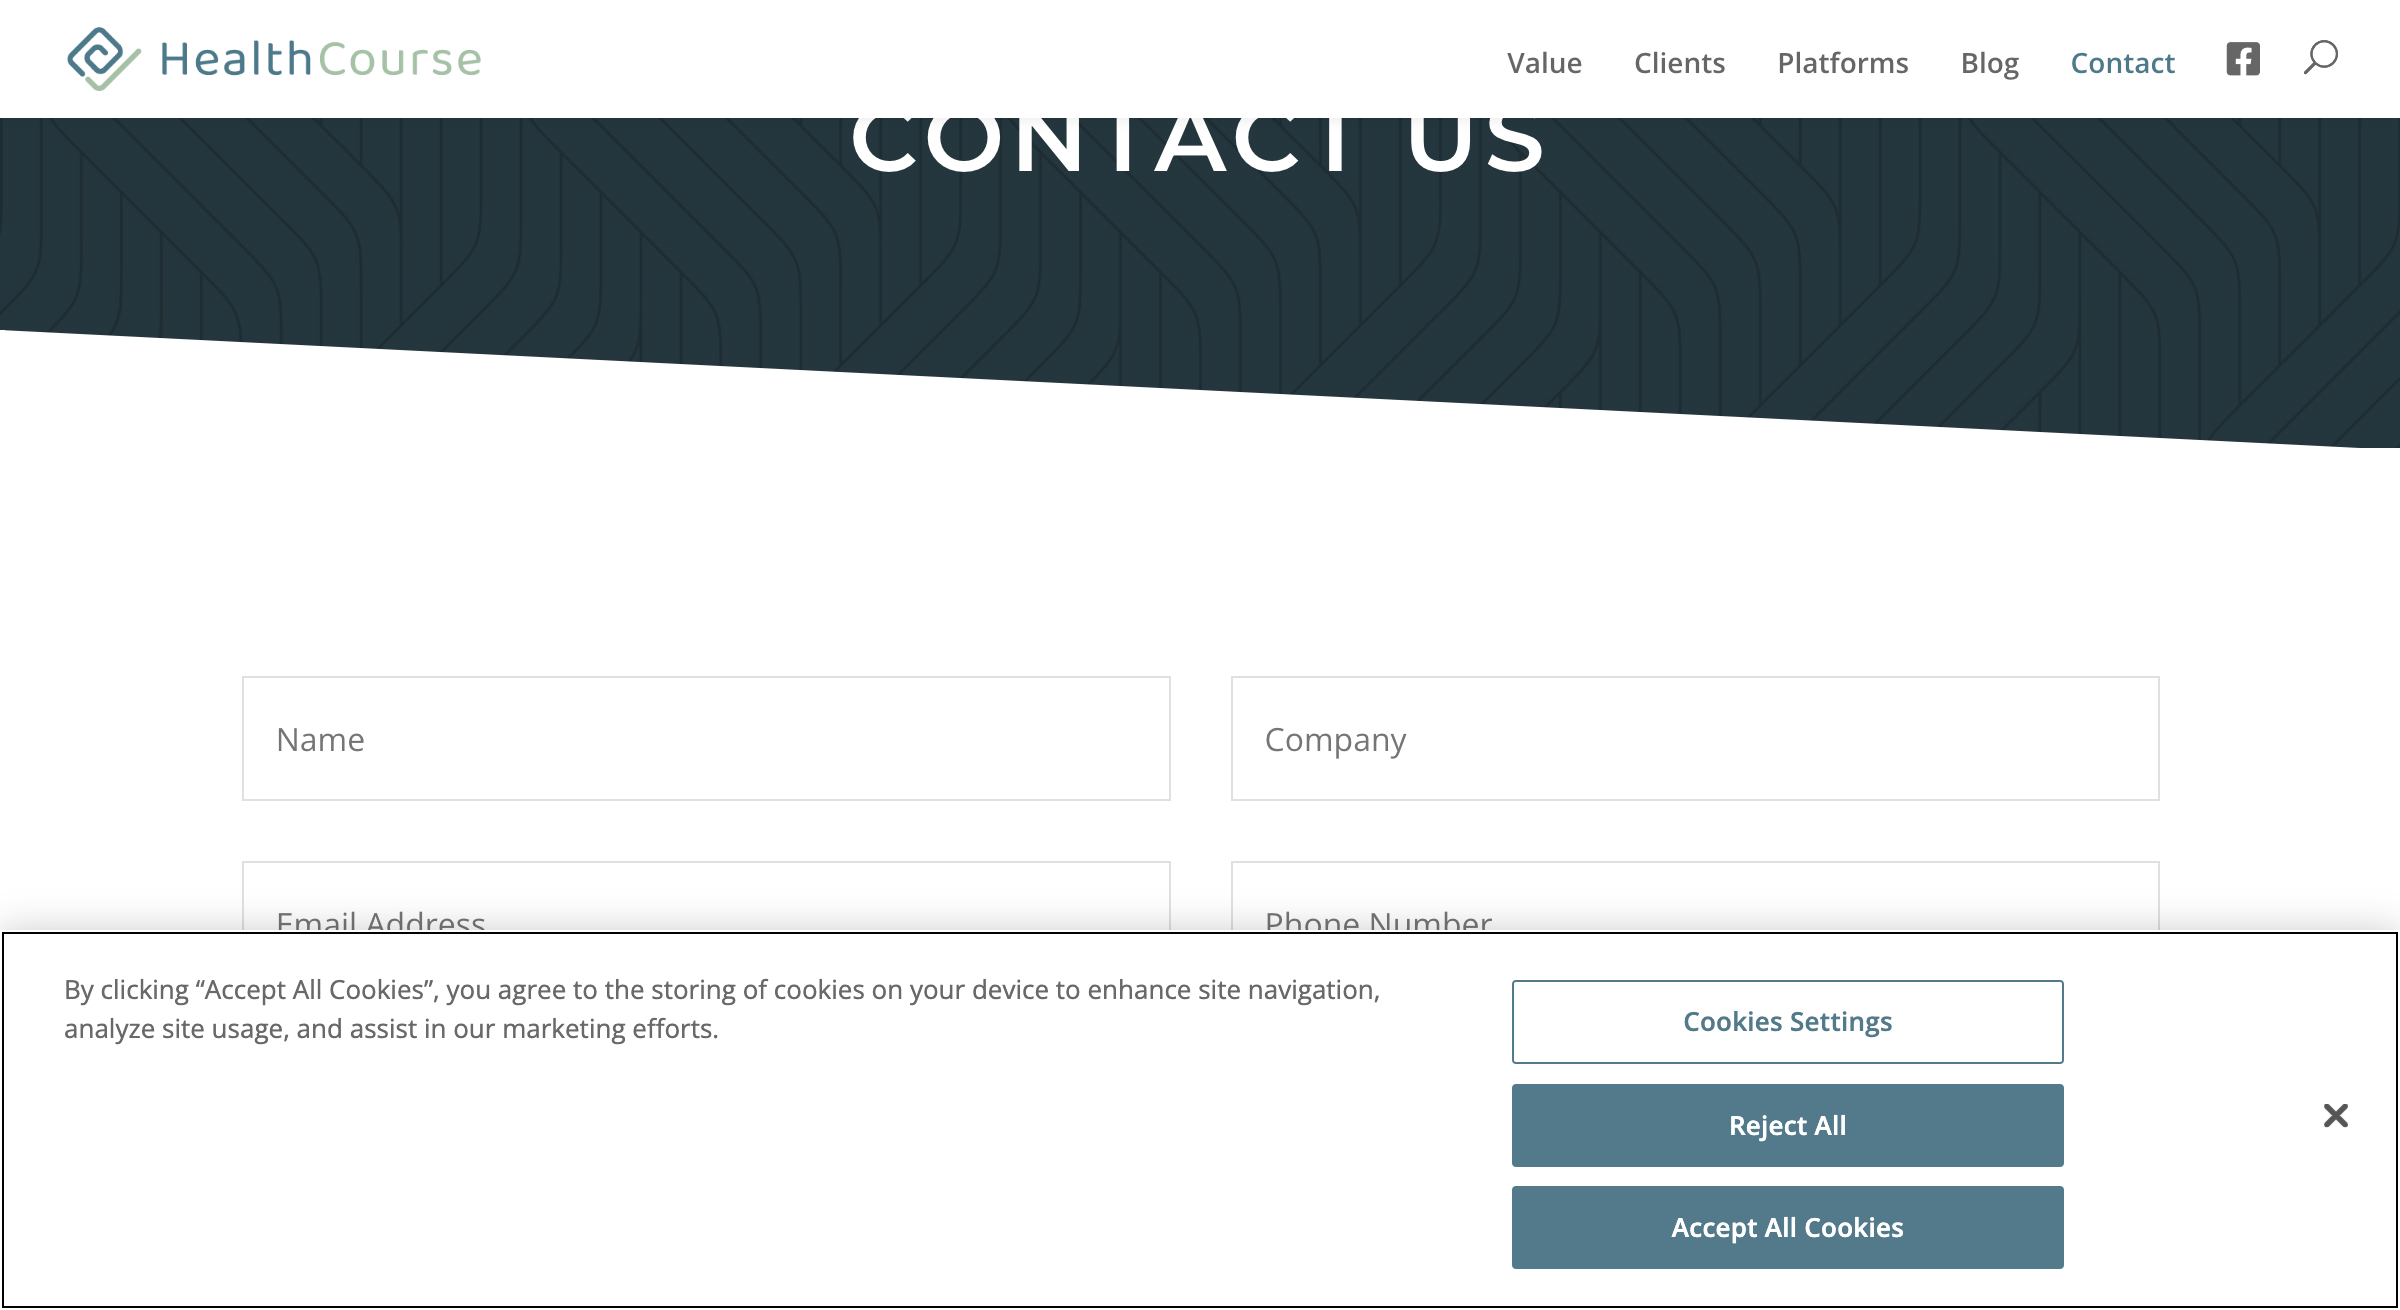 HealthCourse
Value
Clients
Platforms
Blog
Contact
CONTACT US
Name
Company
Email Address
Phone Number
By clicking “Accept All Cookies”, you agree to the storing of cookies on your device to enhance site navigation,
analyze site usage, and assist in our marketing efforts.
Cookies Settings
Reject All
Accept All Cookies